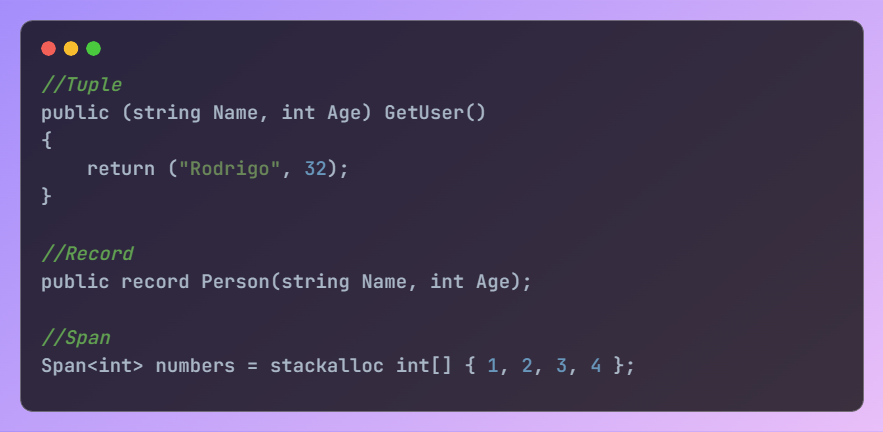 //Tuple
public (string Name, int Age) GetUser()
{
    return ("Rodrigo", 32);
}
//Record
public record Person(string Name, int Age);
//Span
Span<int> numbers = stackalloc int[] { 1, 2, 3, 4 };